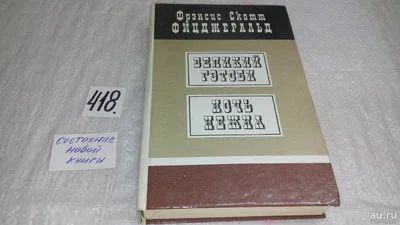 Фрэнсис Скотт
ФИЦДЖЕРАЛЬД
ВЕЛИКИЙ
ГЭТСБИ
НОЧЬ
НЕЖНА
418.
состояние
новой
книги
au.ru